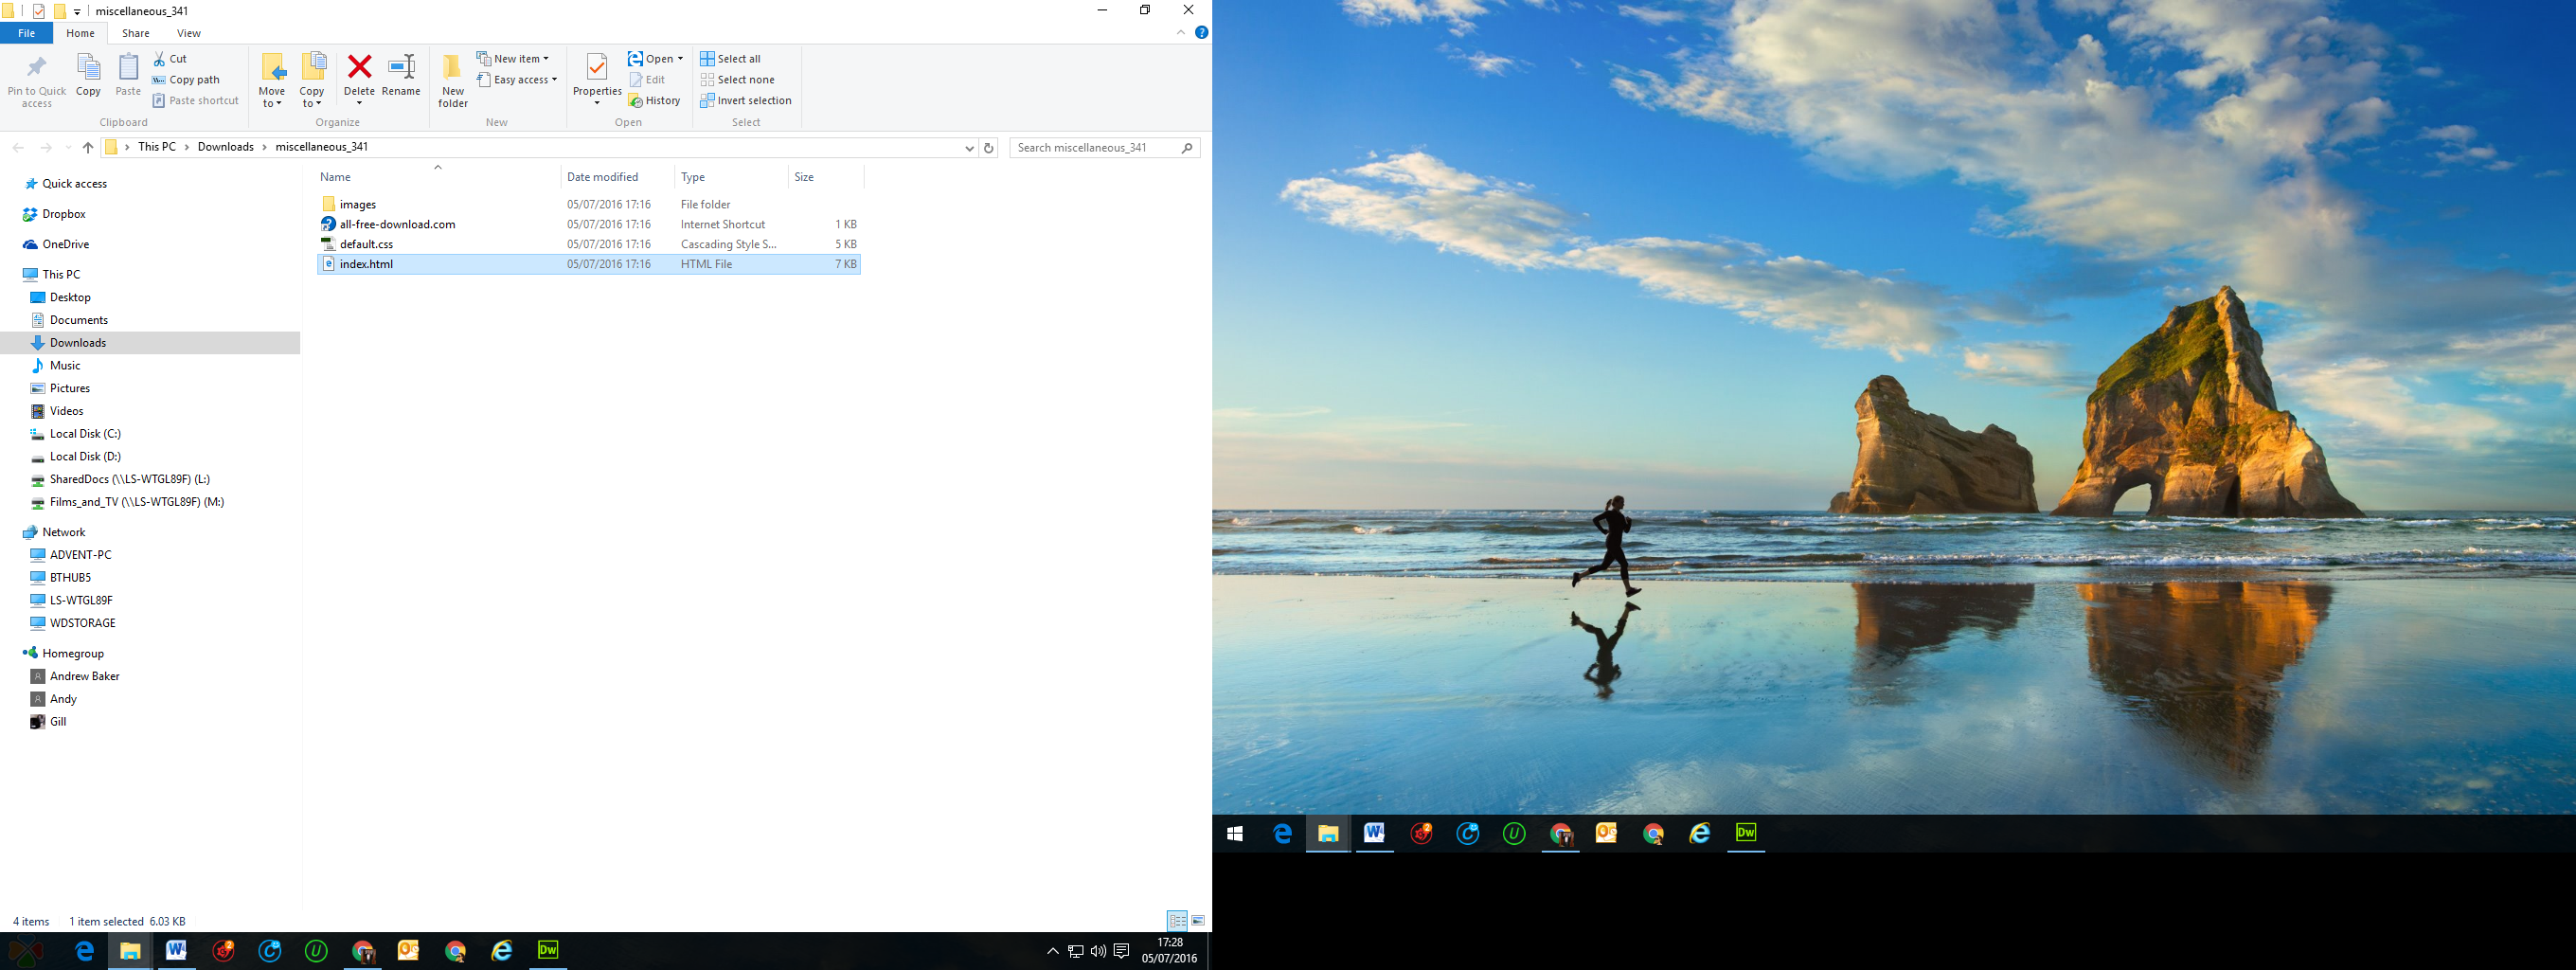 miscellaneous_341
File Home Share View
Pin to Quick access
Copy
Paste
Cut
Copy path
Paste shortcut
Clipboard
Move to
Copy to
Delete
Rename
Organize
New folder
New item
Easy access
New
Properties
Open
Edit
History
Open
Select all
Select none
Invert selection
Select
This PC > Downloads > miscellaneous_341
Search miscellaneous_341
Quick access
Dropbox
OneDrive
This PC
Desktop
Documents
Downloads
Music
Pictures
Videos
Local Disk (C:)
Local Disk (D:)
SharedDocs (\\LS-WTGL89F) (L:)
Films_and_TV (\\LS-WTGL89F) (M:)
Network
ADVENT-PC
BTHUB5
LS-WTGL89F
WDSTORAGE
Homegroup
Andrew Baker
Andy
Gill
Name Date modified Type Size
images 05/07/2016 17:16 File folder
all-free-download.com 05/07/2016 17:16 Internet Shortcut 1 KB
default.css 05/07/2016 17:16 Cascading Style S... 5 KB
index.html 05/07/2016 17:16 HTML File 7 KB
4 items 1 item selected 6.03 KB
17:28
05/07/2016